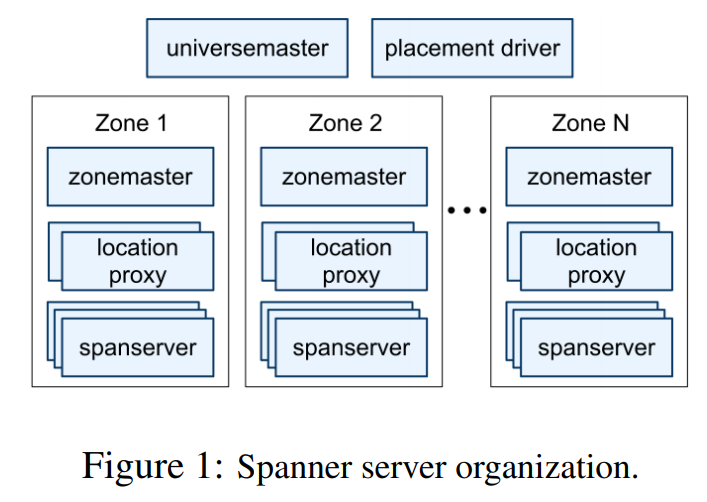 universemaster
placement driver
Zone 1
zonemaster
location
proxy
spanserver
Zone 2
zonemaster
location
proxy
spanserver
...
Zone N
zonemaster
location
proxy
spanserver
Figure 1: Spanner server organization.